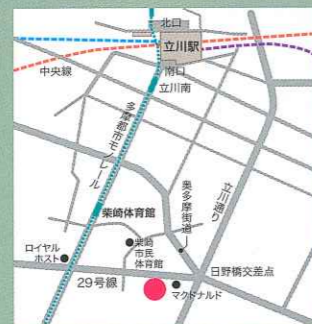 北口
立川駅
南口
中央線
立川南
多摩都市モノレール
立川通り
奥多摩街道
柴崎体育館
柴崎
市民
体育館
ロイヤル
ホスト
日野橋交差点
29号線
マクドナルド